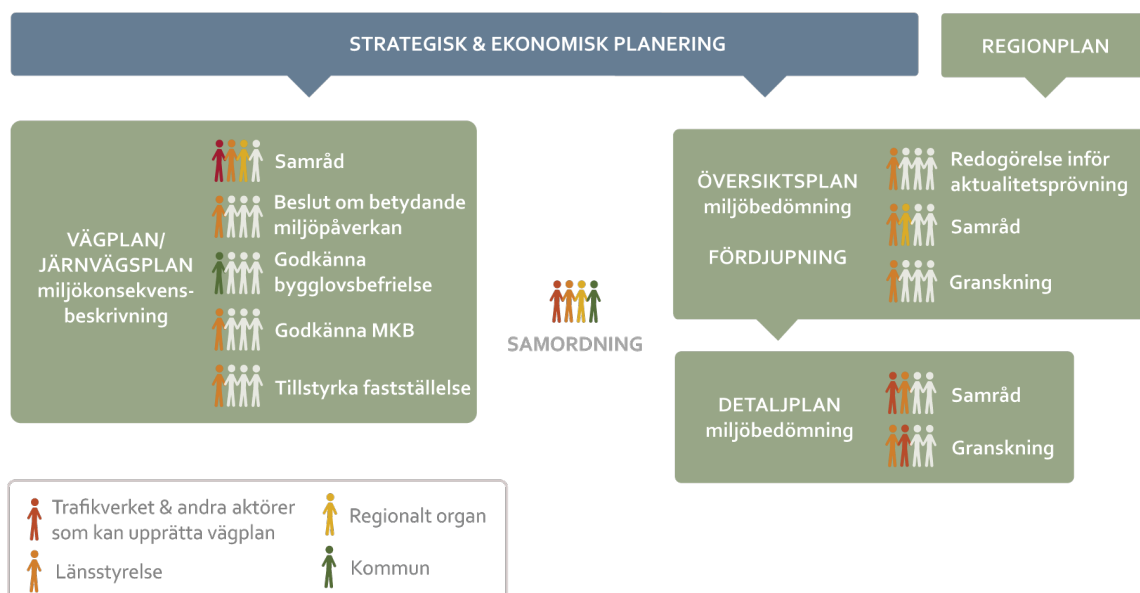 STRATEGISK & EKONOMISK PLANERING
REGIONPLAN
VÄGPLAN/
JÄRNVÄGSPLAN
miljökonsekvens-
beskrivning
Samråd
Beslut om betydande
miljöpåverkan
Godkänna
bygglovsbefrielse
Godkänna MKB
Tillstyrka fastställelse
SAMORDNING
ÖVERSIKTSPLAN
miljöbedömning
FÖRDJUPNING
Redogörelse inför
aktualitetsprövning
Samråd
Granskning
DETALJPLAN
miljöbedömning
Samråd
Granskning
Trafikverket & andra aktörer
som kan upprätta vägplan
Länsstyrelse
Regionalt organ
Kommun